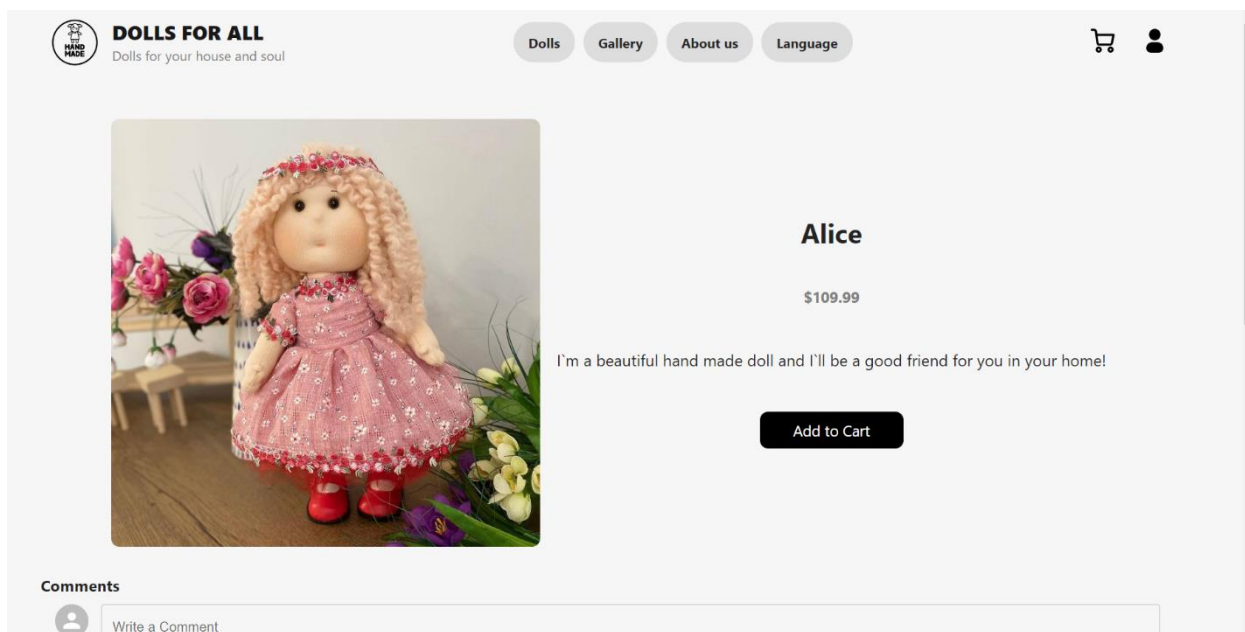 HAND
MADE
DOLLS FOR ALL
Dolls for your house and soul
Dolls
Gallery
About us
Language
Alice
$109.99
I`m a beautiful hand made doll and I`ll be a good friend for you in your home!
Add to Cart
Comments
Write a Comment